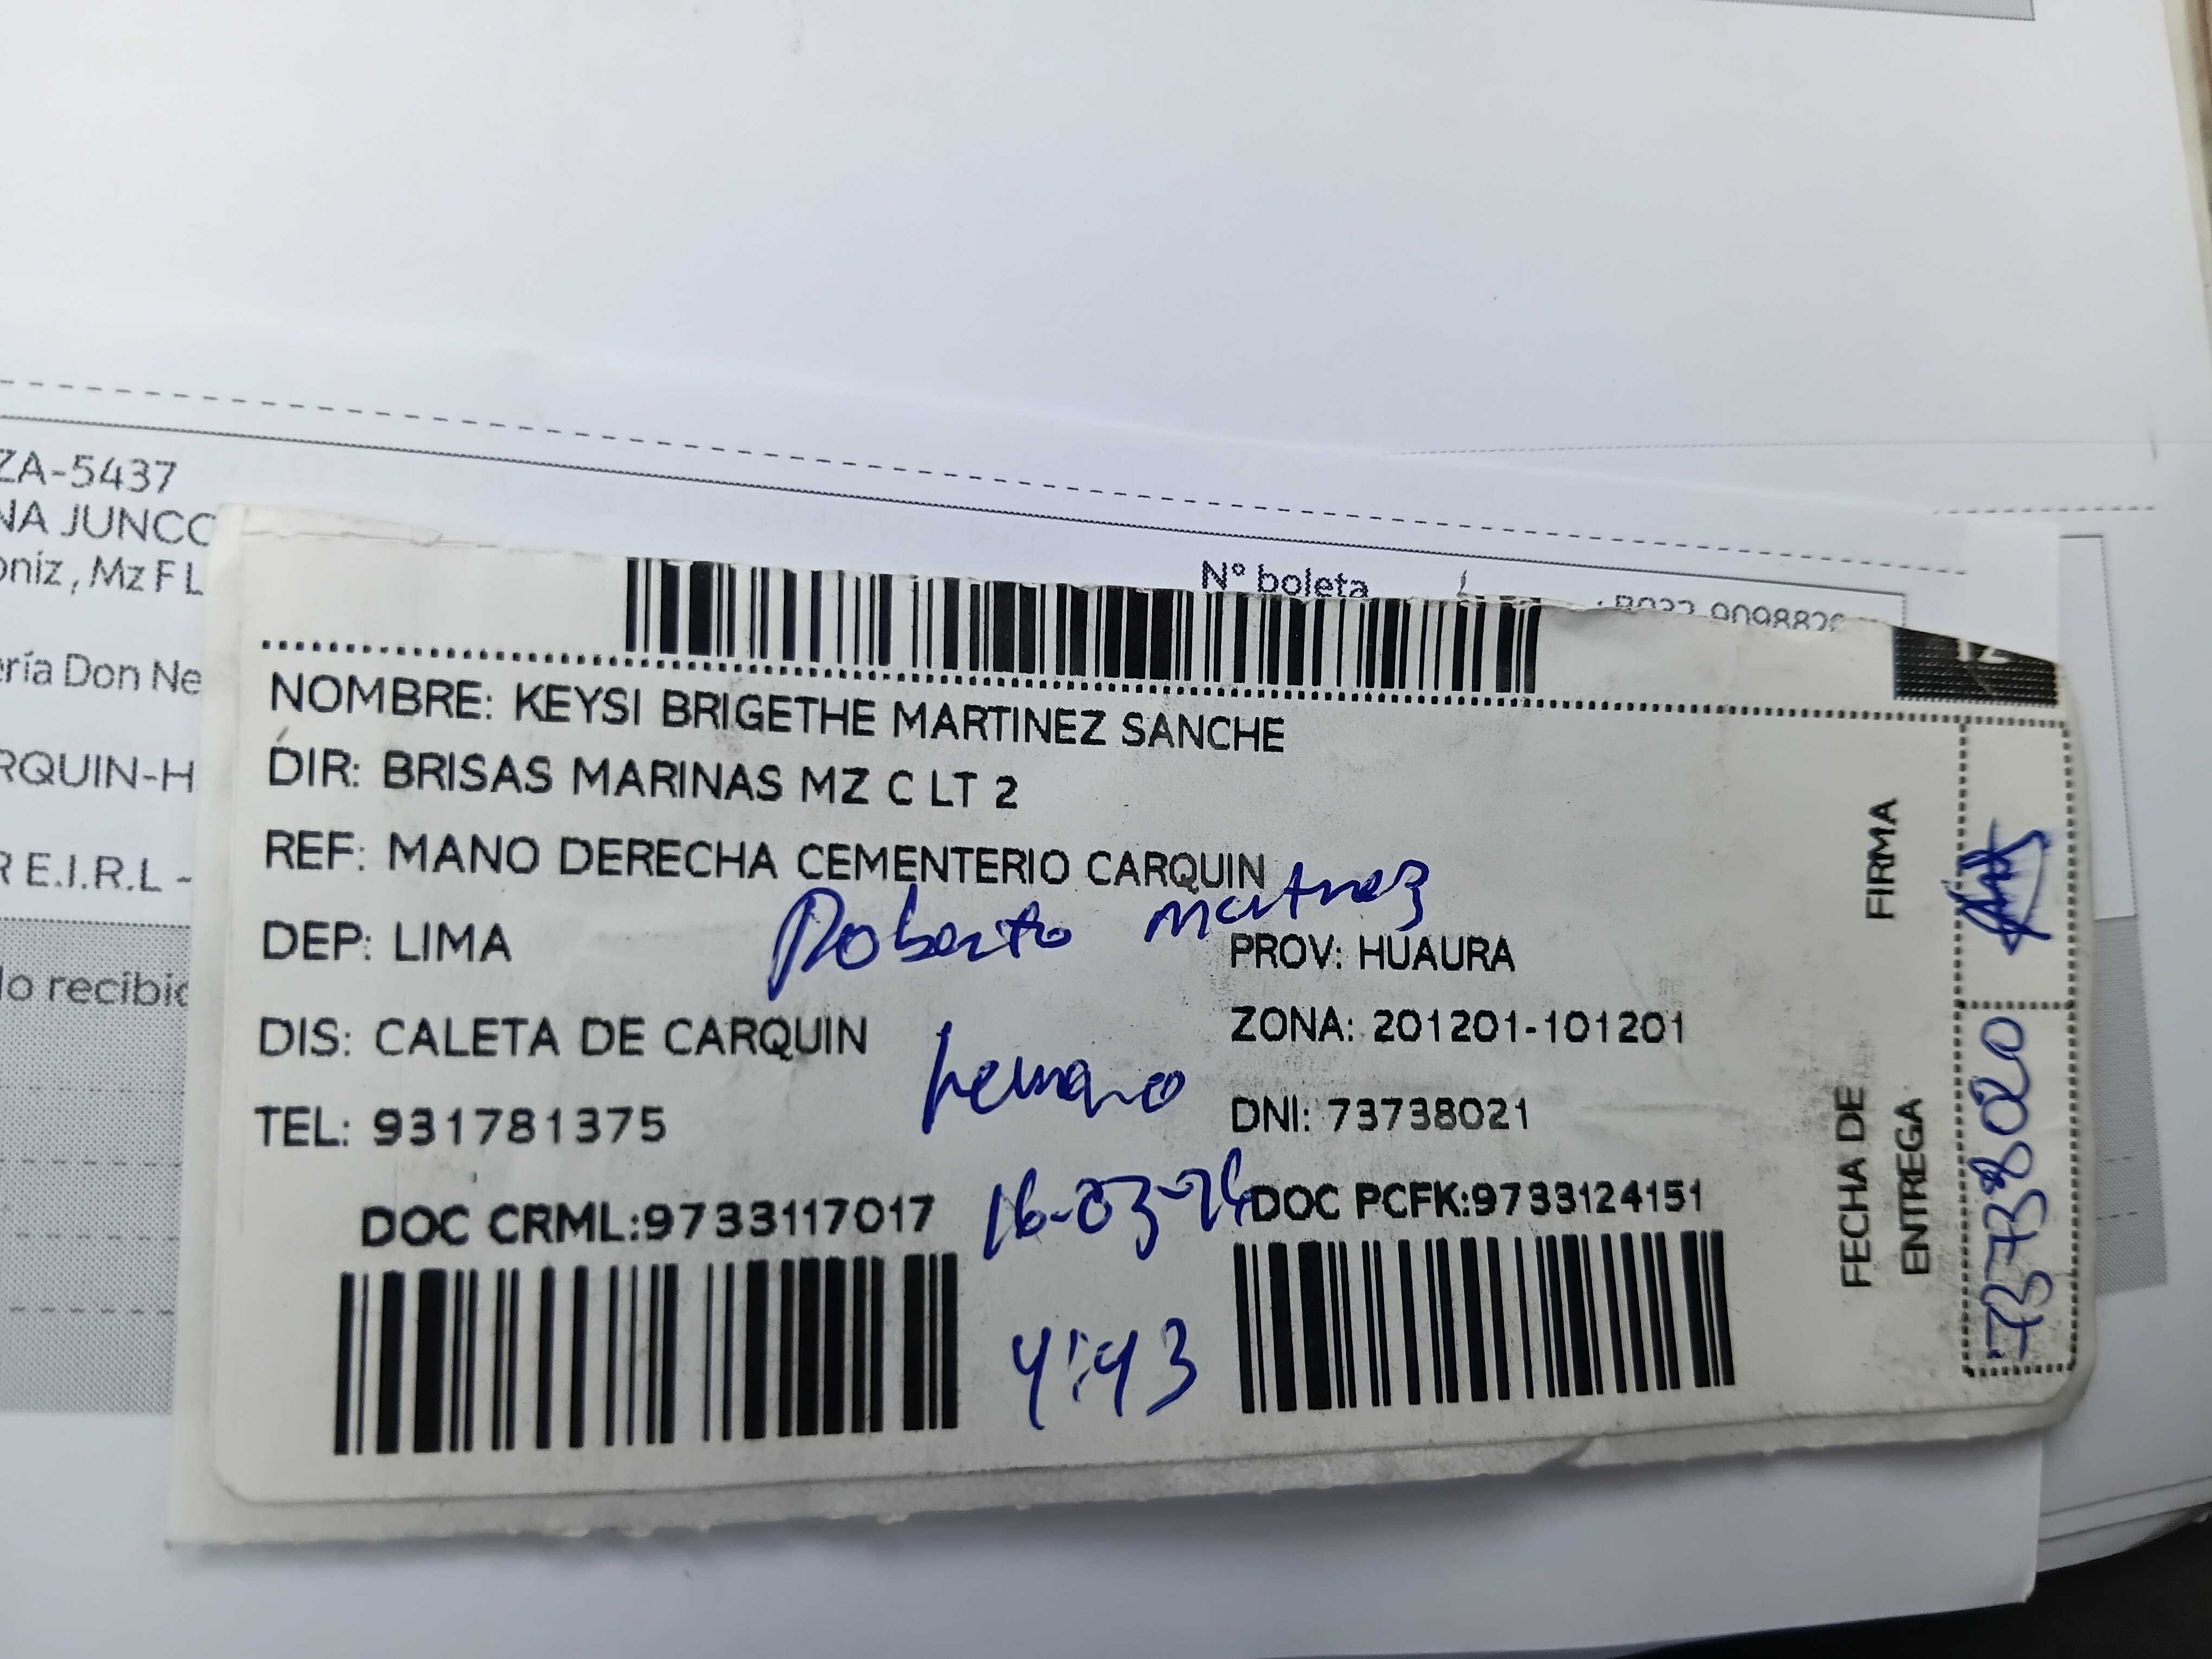 ZA-5437
NA JUNCO
oniz, Mz F L
ría Don Ne
RQUIN-H
R E.I.R.L -
lo recibid
N° boleta
NOMBRE: KEYSI BRIGETHE MARTINEZ SANCHE
DIR: BRISAS MARINAS MZ C LT 2
REF: MANO DERECHA CEMENTERIO CARQUIN
Roberto Martinez
DEP: LIMA
PROV: HUAURA
DIS: CALETA DE CARQUIN
ZONA: 201201-101201
hermano
TEL: 931781375
DNI: 73738021
16-03-24
DOC CRML:9733117017
DOC PCFK:9733124151
4:43
FIRMA
FECHA DE
ENTREGA
73738020